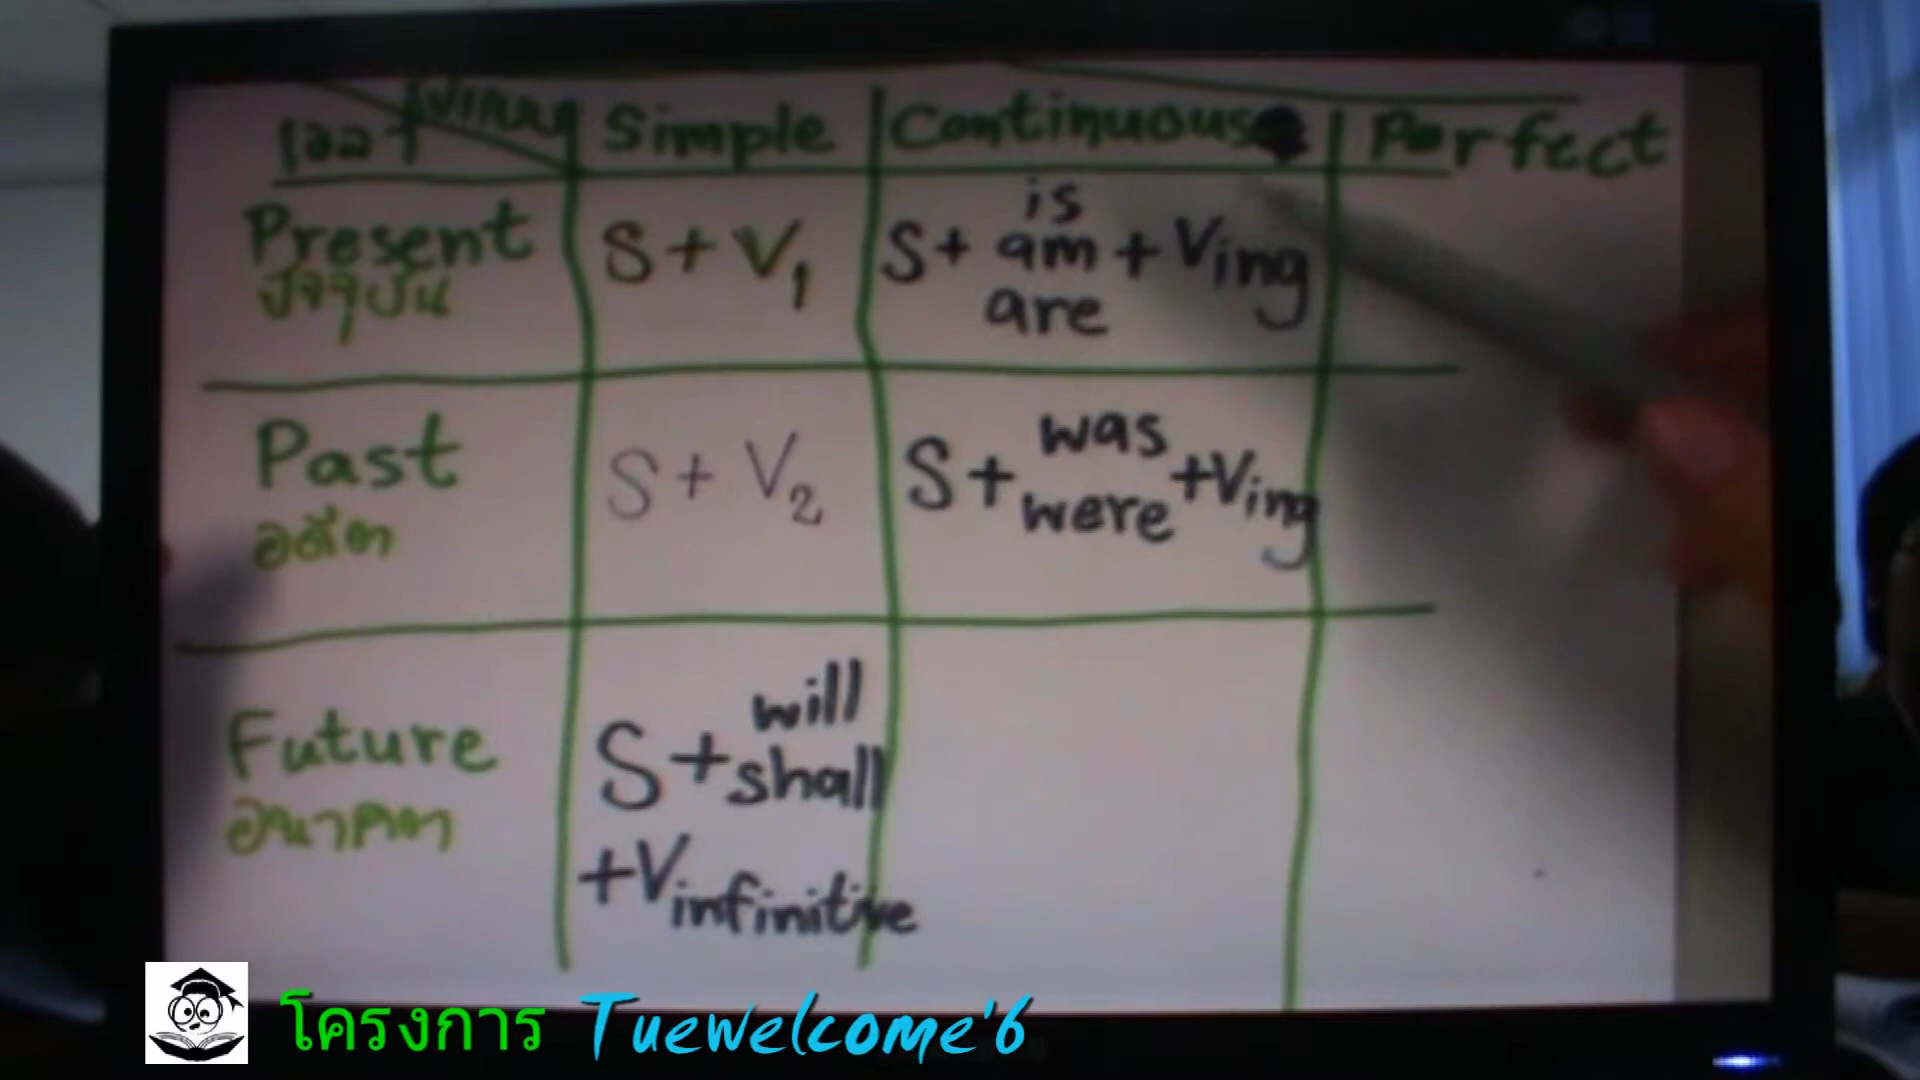 เวลา Simple Continuous Perfect
Present S + V1 S + is am are + Ving
ปัจจุบัน
Past S + V2 S + was were + Ving
อดีต
Future S + will shall
อนาคต + Vinfinitive
โครงการ Tuewelcome'6